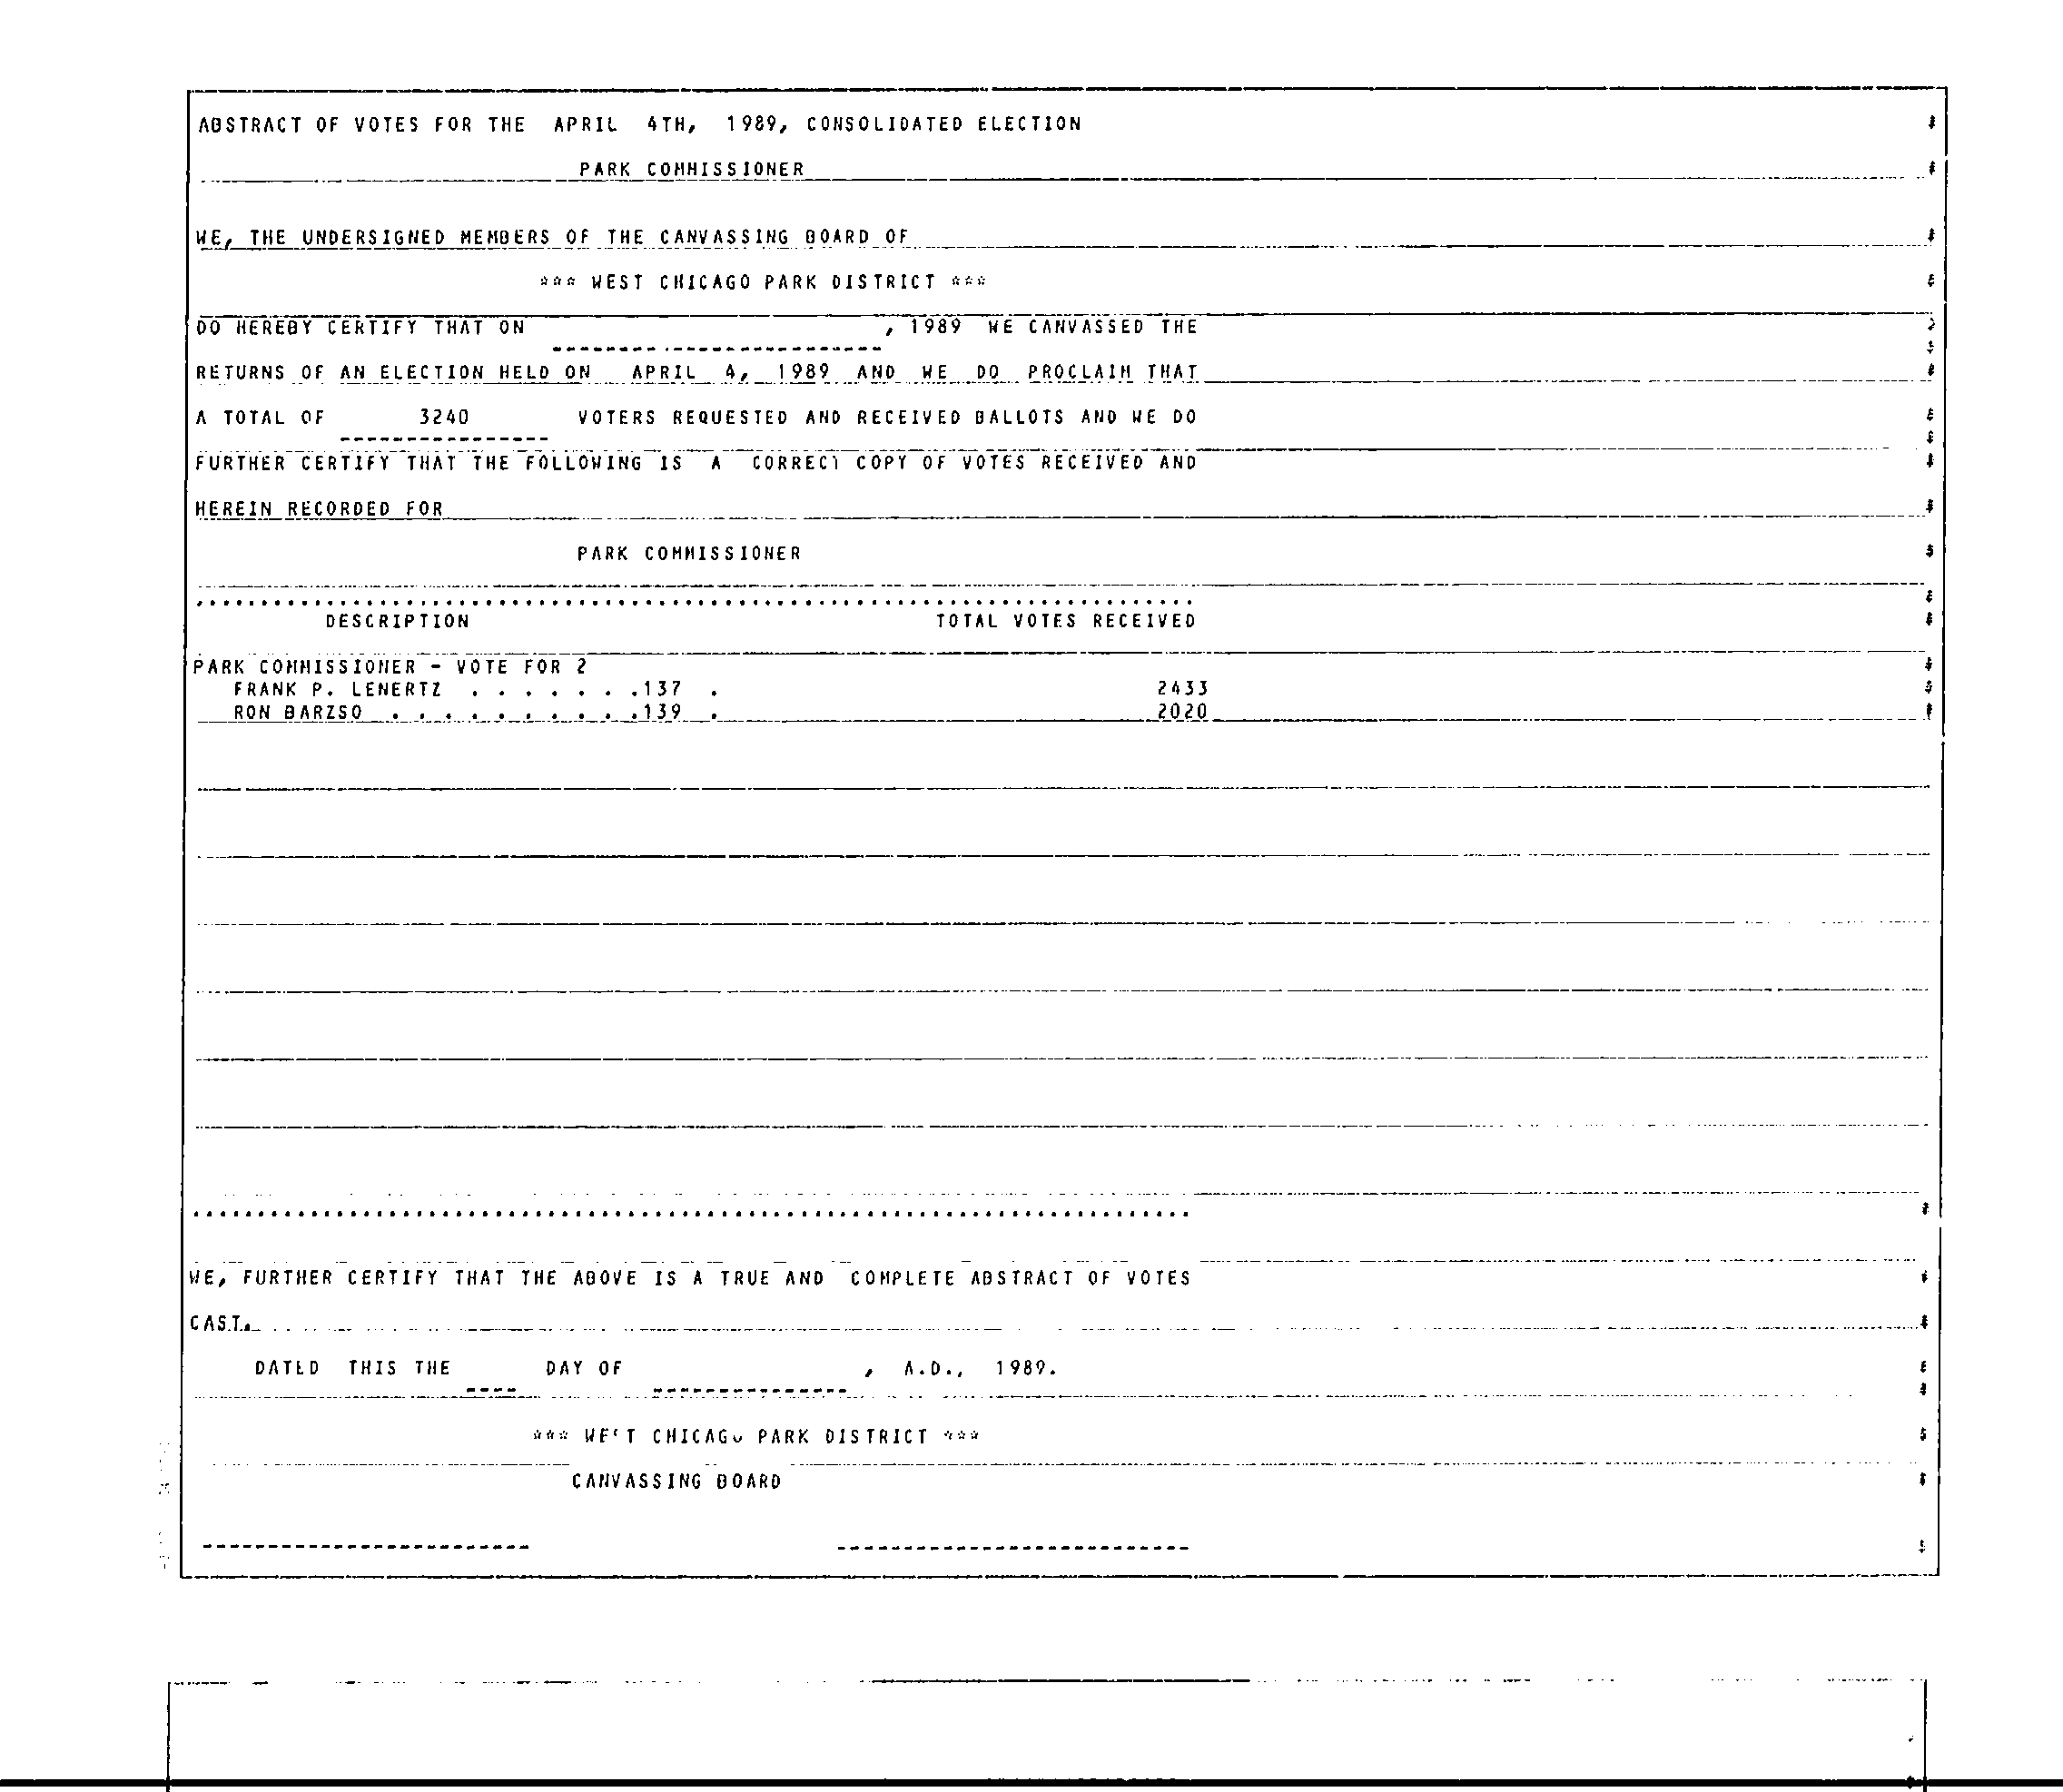 ABSTRACT OF VOTES FOR THE APRIL 4TH, 1989, CONSOLIDATED ELECTION
PARK COMMISSIONER
WE, THE UNDERSIGNED MEMBERS OF THE CANVASSING BOARD OF
*** WEST CHICAGO PARK DISTRICT ***
DO HEREBY CERTIFY THAT ON , 1989 WE CANVASSED THE
RETURNS OF AN ELECTION HELD ON APRIL 4, 1989 AND WE DO PROCLAIM THAT
A TOTAL OF 3240 VOTERS REQUESTED AND RECEIVED BALLOTS AND WE DO
FURTHER CERTIFY THAT THE FOLLOWING IS A CORRECT COPY OF VOTES RECEIVED AND
HEREIN RECORDED FOR
PARK COMMISSIONER
DESCRIPTION TOTAL VOTES RECEIVED
PARK COMMISSIONER - VOTE FOR 2
FRANK P. LENERTZ . . . . . . .137 . 2433
RON BARZSO . . . . . . . . . .139 . 2020
WE, FURTHER CERTIFY THAT THE ABOVE IS A TRUE AND COMPLETE ABSTRACT OF VOTES
CAST.
DATED THIS THE DAY OF , A.D., 1989.
*** WEST CHICAGO PARK DISTRICT ***
CANVASSING BOARD